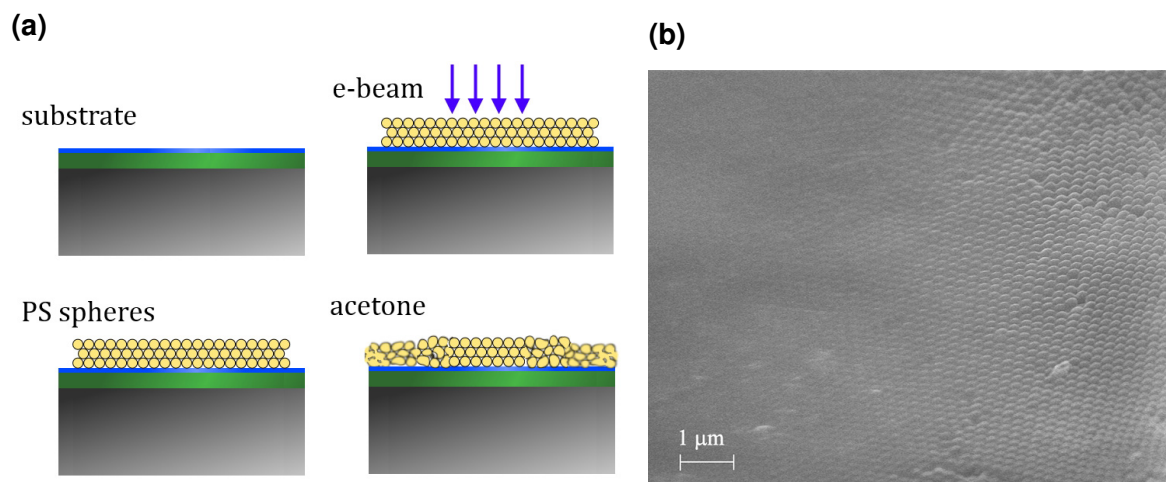 (a)
substrate
e-beam
PS spheres
acetone
(b)
1 μm